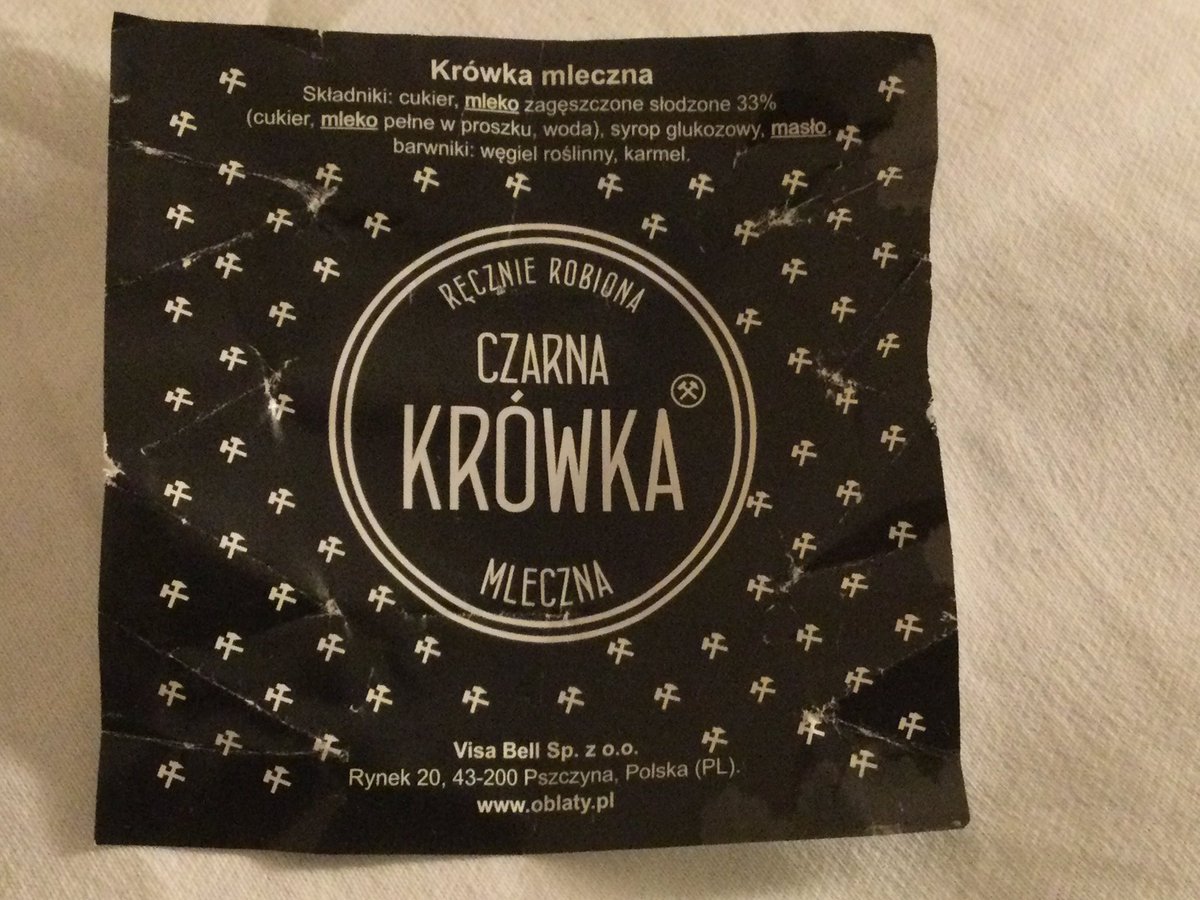 Krówka mleczna
Składniki: cukier, mleko zagęszczone słodzone 33%
(cukier, mleko pełne w proszku, woda), syrop glukozowy, masło,
barwniki: węgiel roślinny, karmel.
RĘCZNIE ROBIONA
CZARNA
KRÓWKA
MLECZNA
Visa Bell Sp. z o.o.
Rynek 20, 43-200 Pszczyna, Polska (PL).
www.oblaty.pl